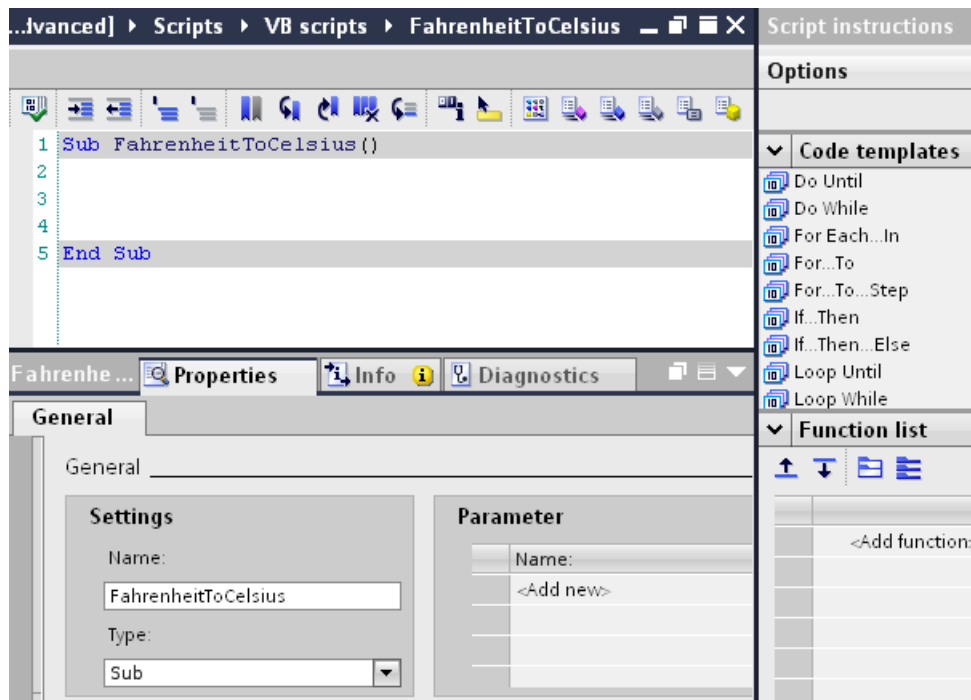 ...lvanced] ▸ Scripts ▸ VB scripts ▸ FahrenheitToCelsius
Script instructions
Options
1 Sub FahrenheitToCelsius()
2
3
4
5 End Sub
Code templates
Do Until
Do While
For Each...In
For...To
For...To...Step
If...Then
If...Then...Else
Loop Until
Loop While
Function list
<Add function:
Fahrenhe... Properties Info Diagnostics
General
General
Settings
Name:
FahrenheitToCelsius
Type:
Sub
Parameter
Name:
<Add new>